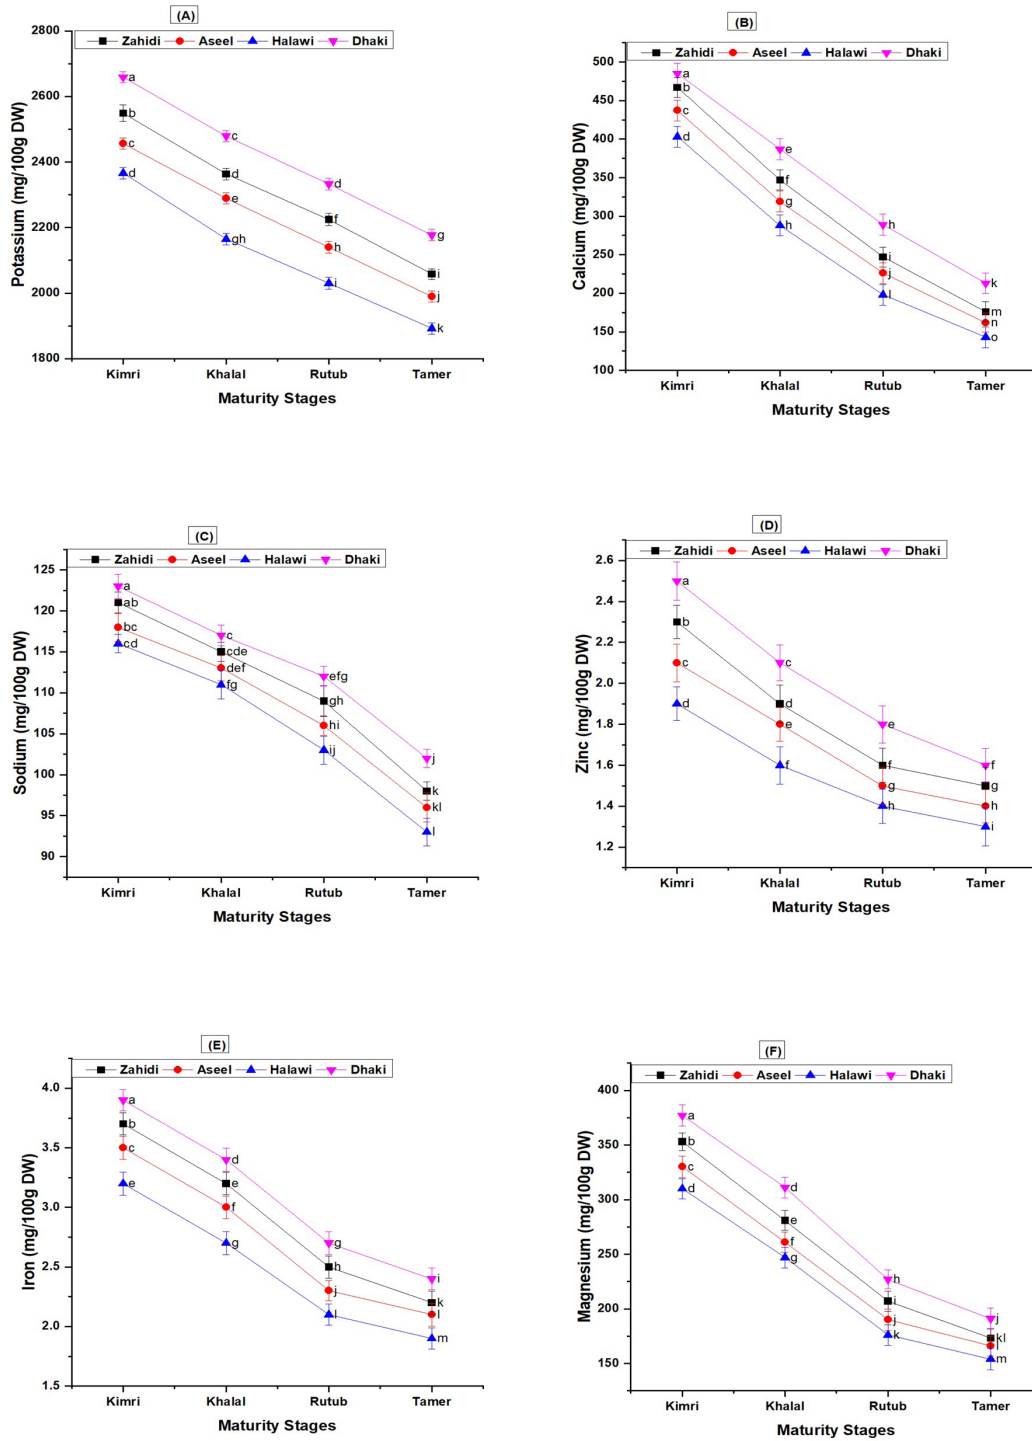 (A)
Zahidi Aseel Halawi Dhaki
2800
2600
2400
2200
2000
1800
Potassium (mg/100g DW)
a
b
c
d
c
d
e
gh
d
f
h
i
g
i
j
k
Kimri Khalal Rutub Tamer
Maturity Stages
(B)
Zahidi Aseel Halawi Dhaki
500
450
400
350
300
250
200
150
100
Calcium (mg/100g DW)
a
b
c
d
e
f
g
h
h
i
j
l
k
m
n
o
Kimri Khalal Rutub Tamer
Maturity Stages
(C)
Zahidi Aseel Halawi Dhaki
125
120
115
110
105
100
95
90
Sodium (mg/100g DW)
a
ab
bc
cd
c
cde
def
fg
efg
gh
hi
ij
j
k
kl
l
Kimri Khalal Rutub Tamer
Maturity Stages
(D)
Zahidi Aseel Halawi Dhaki
2.6
2.4
2.2
2.0
1.8
1.6
1.4
1.2
Zinc (mg/100g DW)
a
b
c
d
c
d
e
f
e
f
g
h
f
g
h
i
Kimri Khalal Rutub Tamer
Maturity Stages
(E)
Zahidi Aseel Halawi Dhaki
4.0
3.5
3.0
2.5
2.0
1.5
Iron (mg/100g DW)
a
b
c
e
d
e
f
g
g
h
j
l
i
k
l
m
Kimri Khalal Rutub Tamer
Maturity Stages
(F)
Zahidi Aseel Halawi Dhaki
400
350
300
250
200
150
Magnesium (mg/100g DW)
a
b
c
d
d
e
f
g
h
i
j
k
j
kl
l
m
Kimri Khalal Rutub Tamer
Maturity Stages